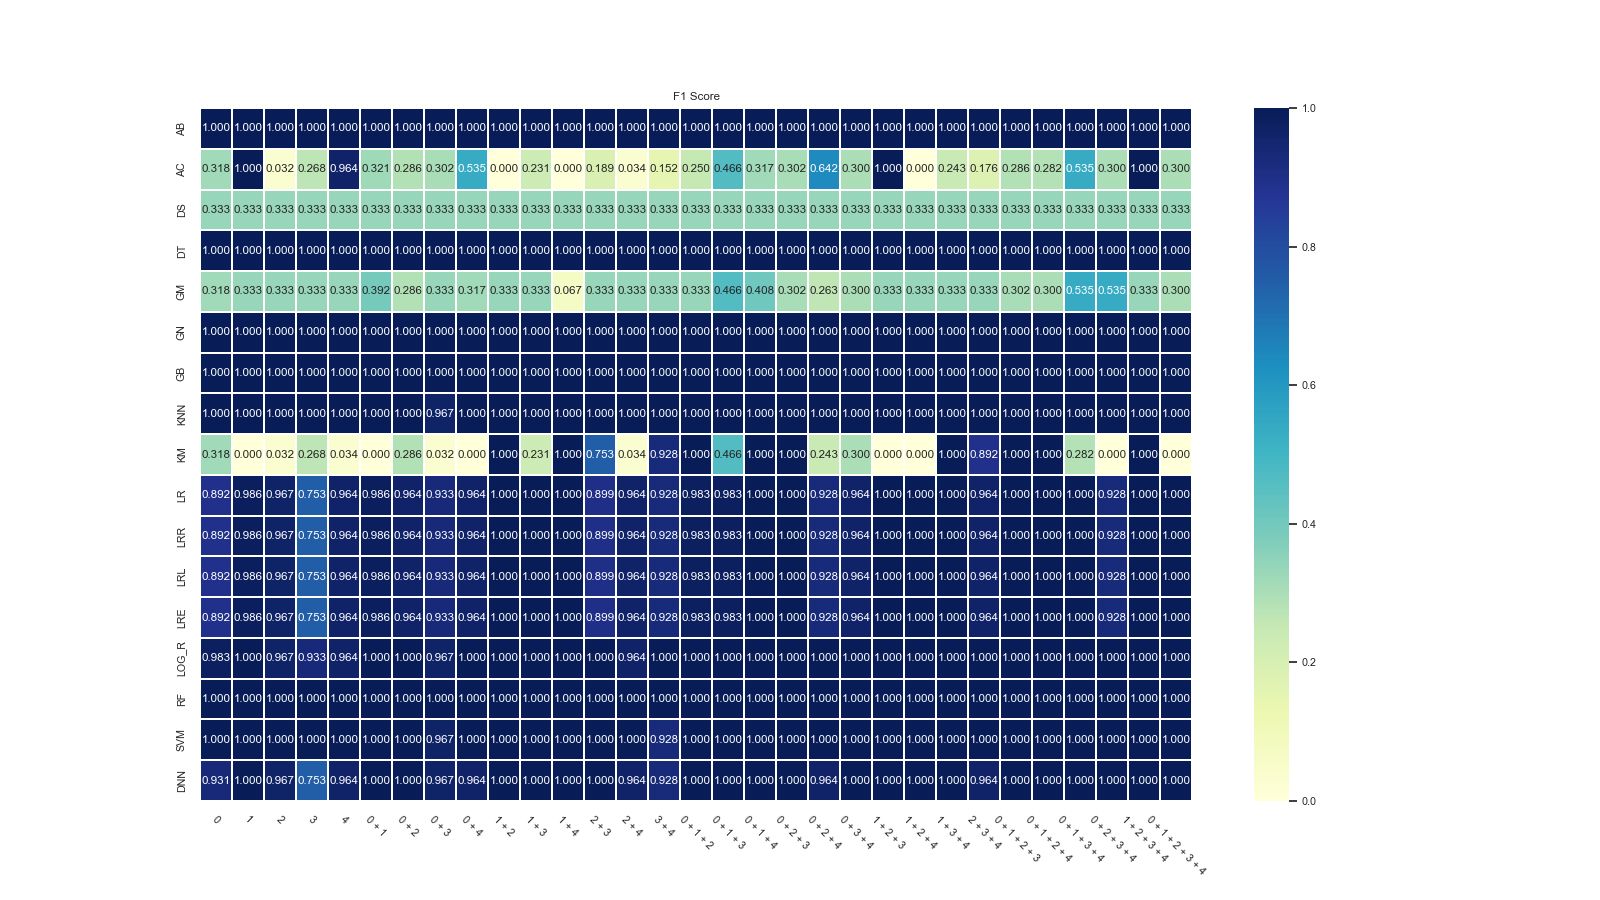 F1 Score
AB 1.000 1.000 1.000 1.000 1.000 1.000 1.000 1.000 1.000 1.000 1.000 1.000 1.000 1.000 1.000 1.000 1.000 1.000 1.000 1.000 1.000 1.000 1.000 1.000 1.000 1.000 1.000 1.000 1.000 1.000 1.000
AC 0.318 1.000 0.032 0.268 0.964 0.321 0.286 0.302 0.535 0.000 0.231 0.000 0.189 0.034 0.152 0.250 0.466 0.317 0.302 0.642 0.300 1.000 0.000 0.243 0.176 0.286 0.282 0.535 0.300 1.000 0.300
DS 0.333 0.333 0.333 0.333 0.333 0.333 0.333 0.333 0.333 0.333 0.333 0.333 0.333 0.333 0.333 0.333 0.333 0.333 0.333 0.333 0.333 0.333 0.333 0.333 0.333 0.333 0.333 0.333 0.333 0.333 0.333
DT 1.000 1.000 1.000 1.000 1.000 1.000 1.000 1.000 1.000 1.000 1.000 1.000 1.000 1.000 1.000 1.000 1.000 1.000 1.000 1.000 1.000 1.000 1.000 1.000 1.000 1.000 1.000 1.000 1.000 1.000 1.000
GM 0.318 0.333 0.333 0.333 0.333 0.392 0.286 0.333 0.317 0.333 0.333 0.067 0.333 0.333 0.333 0.333 0.466 0.408 0.302 0.263 0.300 0.333 0.333 0.333 0.333 0.302 0.300 0.535 0.535 0.333 0.300
GN 1.000 1.000 1.000 1.000 1.000 1.000 1.000 1.000 1.000 1.000 1.000 1.000 1.000 1.000 1.000 1.000 1.000 1.000 1.000 1.000 1.000 1.000 1.000 1.000 1.000 1.000 1.000 1.000 1.000 1.000 1.000
GB 1.000 1.000 1.000 1.000 1.000 1.000 1.000 1.000 1.000 1.000 1.000 1.000 1.000 1.000 1.000 1.000 1.000 1.000 1.000 1.000 1.000 1.000 1.000 1.000 1.000 1.000 1.000 1.000 1.000 1.000 1.000
KNN 1.000 1.000 1.000 1.000 1.000 1.000 1.000 0.967 1.000 1.000 1.000 1.000 1.000 1.000 1.000 1.000 1.000 1.000 1.000 1.000 1.000 1.000 1.000 1.000 1.000 1.000 1.000 1.000 1.000 1.000 1.000
KM 0.318 0.000 0.032 0.268 0.034 0.000 0.286 0.032 0.000 1.000 0.231 1.000 0.753 0.034 0.928 1.000 0.466 1.000 1.000 0.243 0.300 0.000 0.000 1.000 0.892 1.000 1.000 0.282 0.000 1.000 0.000
LR 0.892 0.986 0.967 0.753 0.964 0.986 0.964 0.933 0.964 1.000 1.000 1.000 0.899 0.964 0.928 0.983 0.983 1.000 1.000 0.928 0.964 1.000 1.000 1.000 0.964 1.000 1.000 1.000 0.928 1.000 1.000
LRR 0.892 0.986 0.967 0.753 0.964 0.986 0.964 0.933 0.964 1.000 1.000 1.000 0.899 0.964 0.928 0.983 0.983 1.000 1.000 0.928 0.964 1.000 1.000 1.000 0.964 1.000 1.000 1.000 0.928 1.000 1.000
LRL 0.892 0.986 0.967 0.753 0.964 0.986 0.964 0.933 0.964 1.000 1.000 1.000 0.899 0.964 0.928 0.983 0.983 1.000 1.000 0.928 0.964 1.000 1.000 1.000 0.964 1.000 1.000 1.000 0.928 1.000 1.000
LRE 0.892 0.986 0.967 0.753 0.964 0.986 0.964 0.933 0.964 1.000 1.000 1.000 0.899 0.964 0.928 0.983 0.983 1.000 1.000 0.928 0.964 1.000 1.000 1.000 0.964 1.000 1.000 1.000 0.928 1.000 1.000
LOG_R 0.983 1.000 0.967 0.933 0.964 1.000 1.000 0.967 1.000 1.000 1.000 1.000 1.000 0.964 1.000 1.000 1.000 1.000 1.000 1.000 1.000 1.000 1.000 1.000 1.000 1.000 1.000 1.000 1.000 1.000 1.000
RF 1.000 1.000 1.000 1.000 1.000 1.000 1.000 1.000 1.000 1.000 1.000 1.000 1.000 1.000 1.000 1.000 1.000 1.000 1.000 1.000 1.000 1.000 1.000 1.000 1.000 1.000 1.000 1.000 1.000 1.000 1.000
SVM 1.000 1.000 1.000 1.000 1.000 1.000 1.000 0.967 1.000 1.000 1.000 1.000 1.000 1.000 0.928 1.000 1.000 1.000 1.000 1.000 1.000 1.000 1.000 1.000 1.000 1.000 1.000 1.000 1.000 1.000 1.000
DNN 0.931 1.000 0.967 0.753 0.964 1.000 1.000 0.967 0.964 1.000 1.000 1.000 1.000 0.964 0.928 1.000 1.000 1.000 1.000 0.964 1.000 1.000 1.000 1.000 0.964 1.000 1.000 1.000 1.000 1.000 1.000
0
1
2
3
4
0 + 1
0 + 2
0 + 3
0 + 4
1 + 2
1 + 3
1 + 4
2 + 3
2 + 4
3 + 4
0 + 1 + 2
0 + 1 + 3
0 + 1 + 4
0 + 2 + 3
0 + 2 + 4
0 + 3 + 4
1 + 2 + 3
1 + 2 + 4
1 + 3 + 4
2 + 3 + 4
0 + 1 + 2 + 3
0 + 1 + 2 + 4
0 + 1 + 3 + 4
0 + 2 + 3 + 4
1 + 2 + 3 + 4
0 + 1 + 2 + 3 + 4
1.0
0.8
0.6
0.4
0.2
0.0